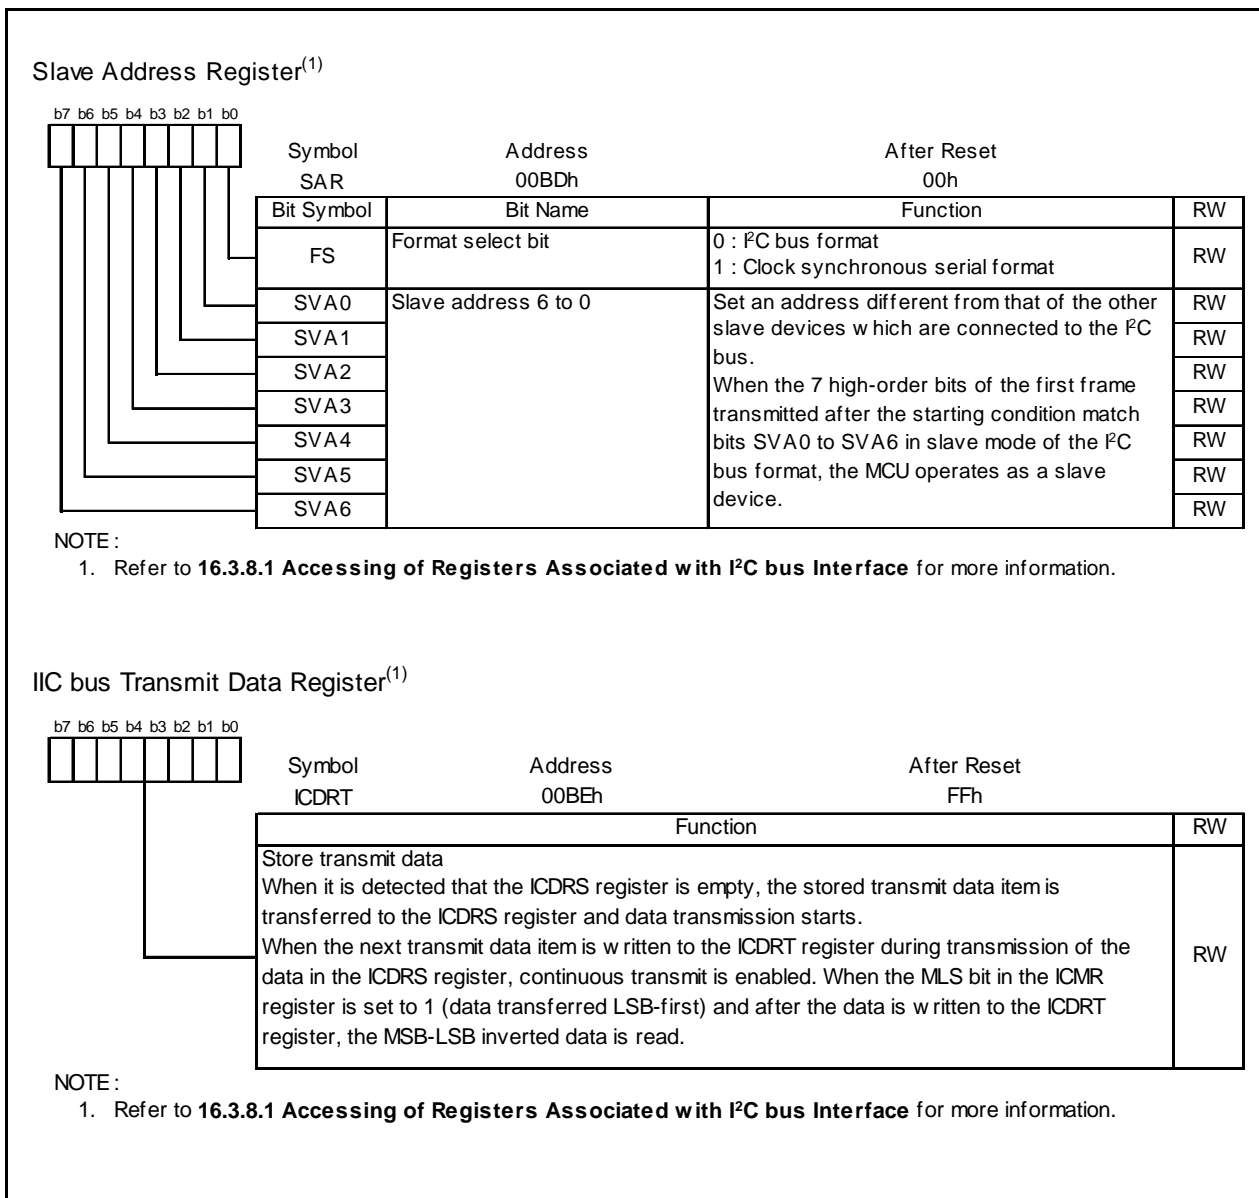 Slave Address Register(1)
b7 b6 b5 b4 b3 b2 b1 b0
Symbol Address After Reset
SAR 00BDh 00h
Bit Symbol Bit Name Function RW
FS Format select bit 0 : I²C bus format RW
1 : Clock synchronous serial format
SVA0 Slave address 6 to 0 Set an address different from that of the other RW
SVA1 slave devices which are connected to the I²C RW
bus.
SVA2 When the 7 high-order bits of the first frame RW
SVA3 transmitted after the starting condition match RW
SVA4 bits SVA0 to SVA6 in slave mode of the I²C RW
SVA5 bus format, the MCU operates as a slave RW
SVA6 device. RW
NOTE :
1. Refer to 16.3.8.1 Accessing of Registers Associated with I²C bus Interface for more information.
IIC bus Transmit Data Register(1)
b7 b6 b5 b4 b3 b2 b1 b0
Symbol Address After Reset
ICDRT 00BEh FFh
Function RW
Store transmit data
When it is detected that the ICDRS register is empty, the stored transmit data item is
transferred to the ICDRS register and data transmission starts.
When the next transmit data item is written to the ICDRT register during transmission of the RW
data in the ICDRS register, continuous transmit is enabled. When the MLS bit in the ICMR
register is set to 1 (data transferred LSB-first) and after the data is written to the ICDRT
register, the MSB-LSB inverted data is read.
NOTE :
1. Refer to 16.3.8.1 Accessing of Registers Associated with I²C bus Interface for more information.